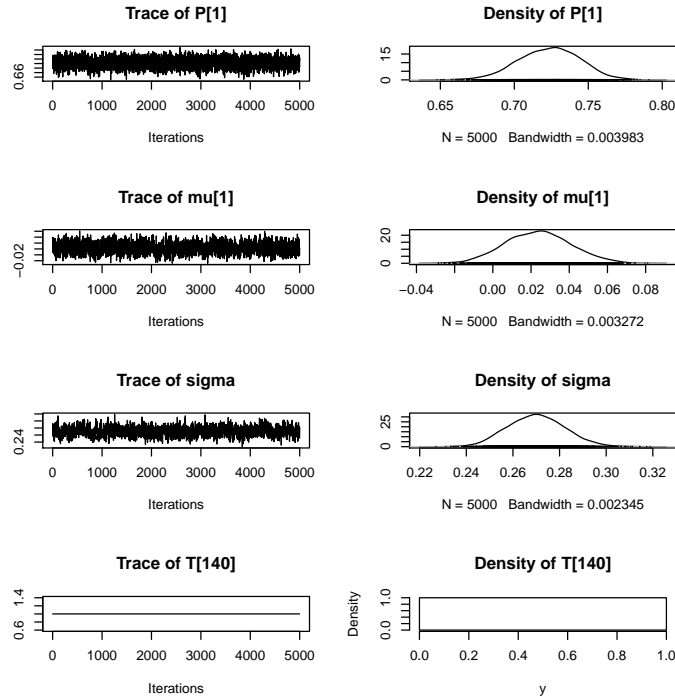 Trace of P[1]
0.66
0 1000 2000 3000 4000 5000
Iterations
Density of P[1]
0 15
0.65 0.70 0.75 0.80
N = 5000 Bandwidth = 0.003983
Trace of mu[1]
−0.02
0 1000 2000 3000 4000 5000
Iterations
Density of mu[1]
0 20
−0.04 0.00 0.02 0.04 0.06 0.08
N = 5000 Bandwidth = 0.003272
Trace of sigma
0.24
0 1000 2000 3000 4000 5000
Iterations
Density of sigma
0 25
0.22 0.24 0.26 0.28 0.30 0.32
N = 5000 Bandwidth = 0.002345
Trace of T[140]
0.6 1.4
0 1000 2000 3000 4000 5000
Iterations
Density of T[140]
Density
0.0 1.0
0.0 0.2 0.4 0.6 0.8 1.0
y